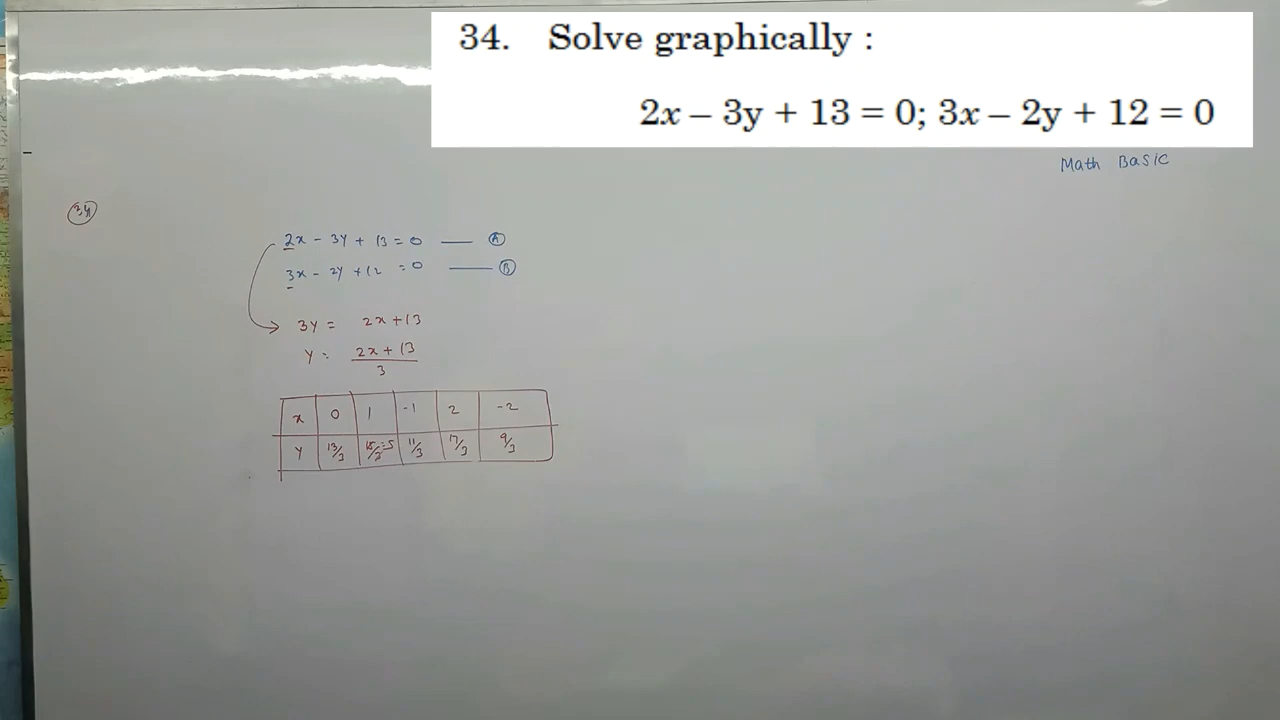 34. Solve graphically :
2x – 3y + 13 = 0; 3x – 2y + 12 = 0
Math BASIC
34
2x - 3y + 13 = 0 — A
3x - 2y + 12 = 0 — B
3y = 2x + 13
y = 2x + 13 / 3
x 0 1 -1 2 -2
y 13/3 15/3 = 5 11/3 17/3 9/3